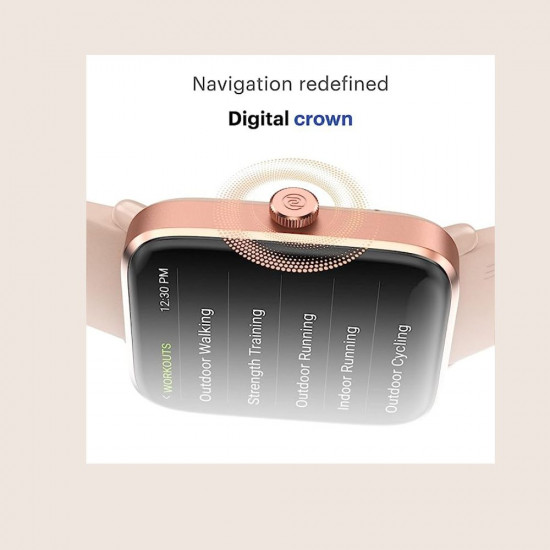 Navigation redefined
Digital crown
12:30 PM
< WORKOUTS
Outdoor Walking
Strength Training
Outdoor Running
Indoor Running
Outdoor Cycling